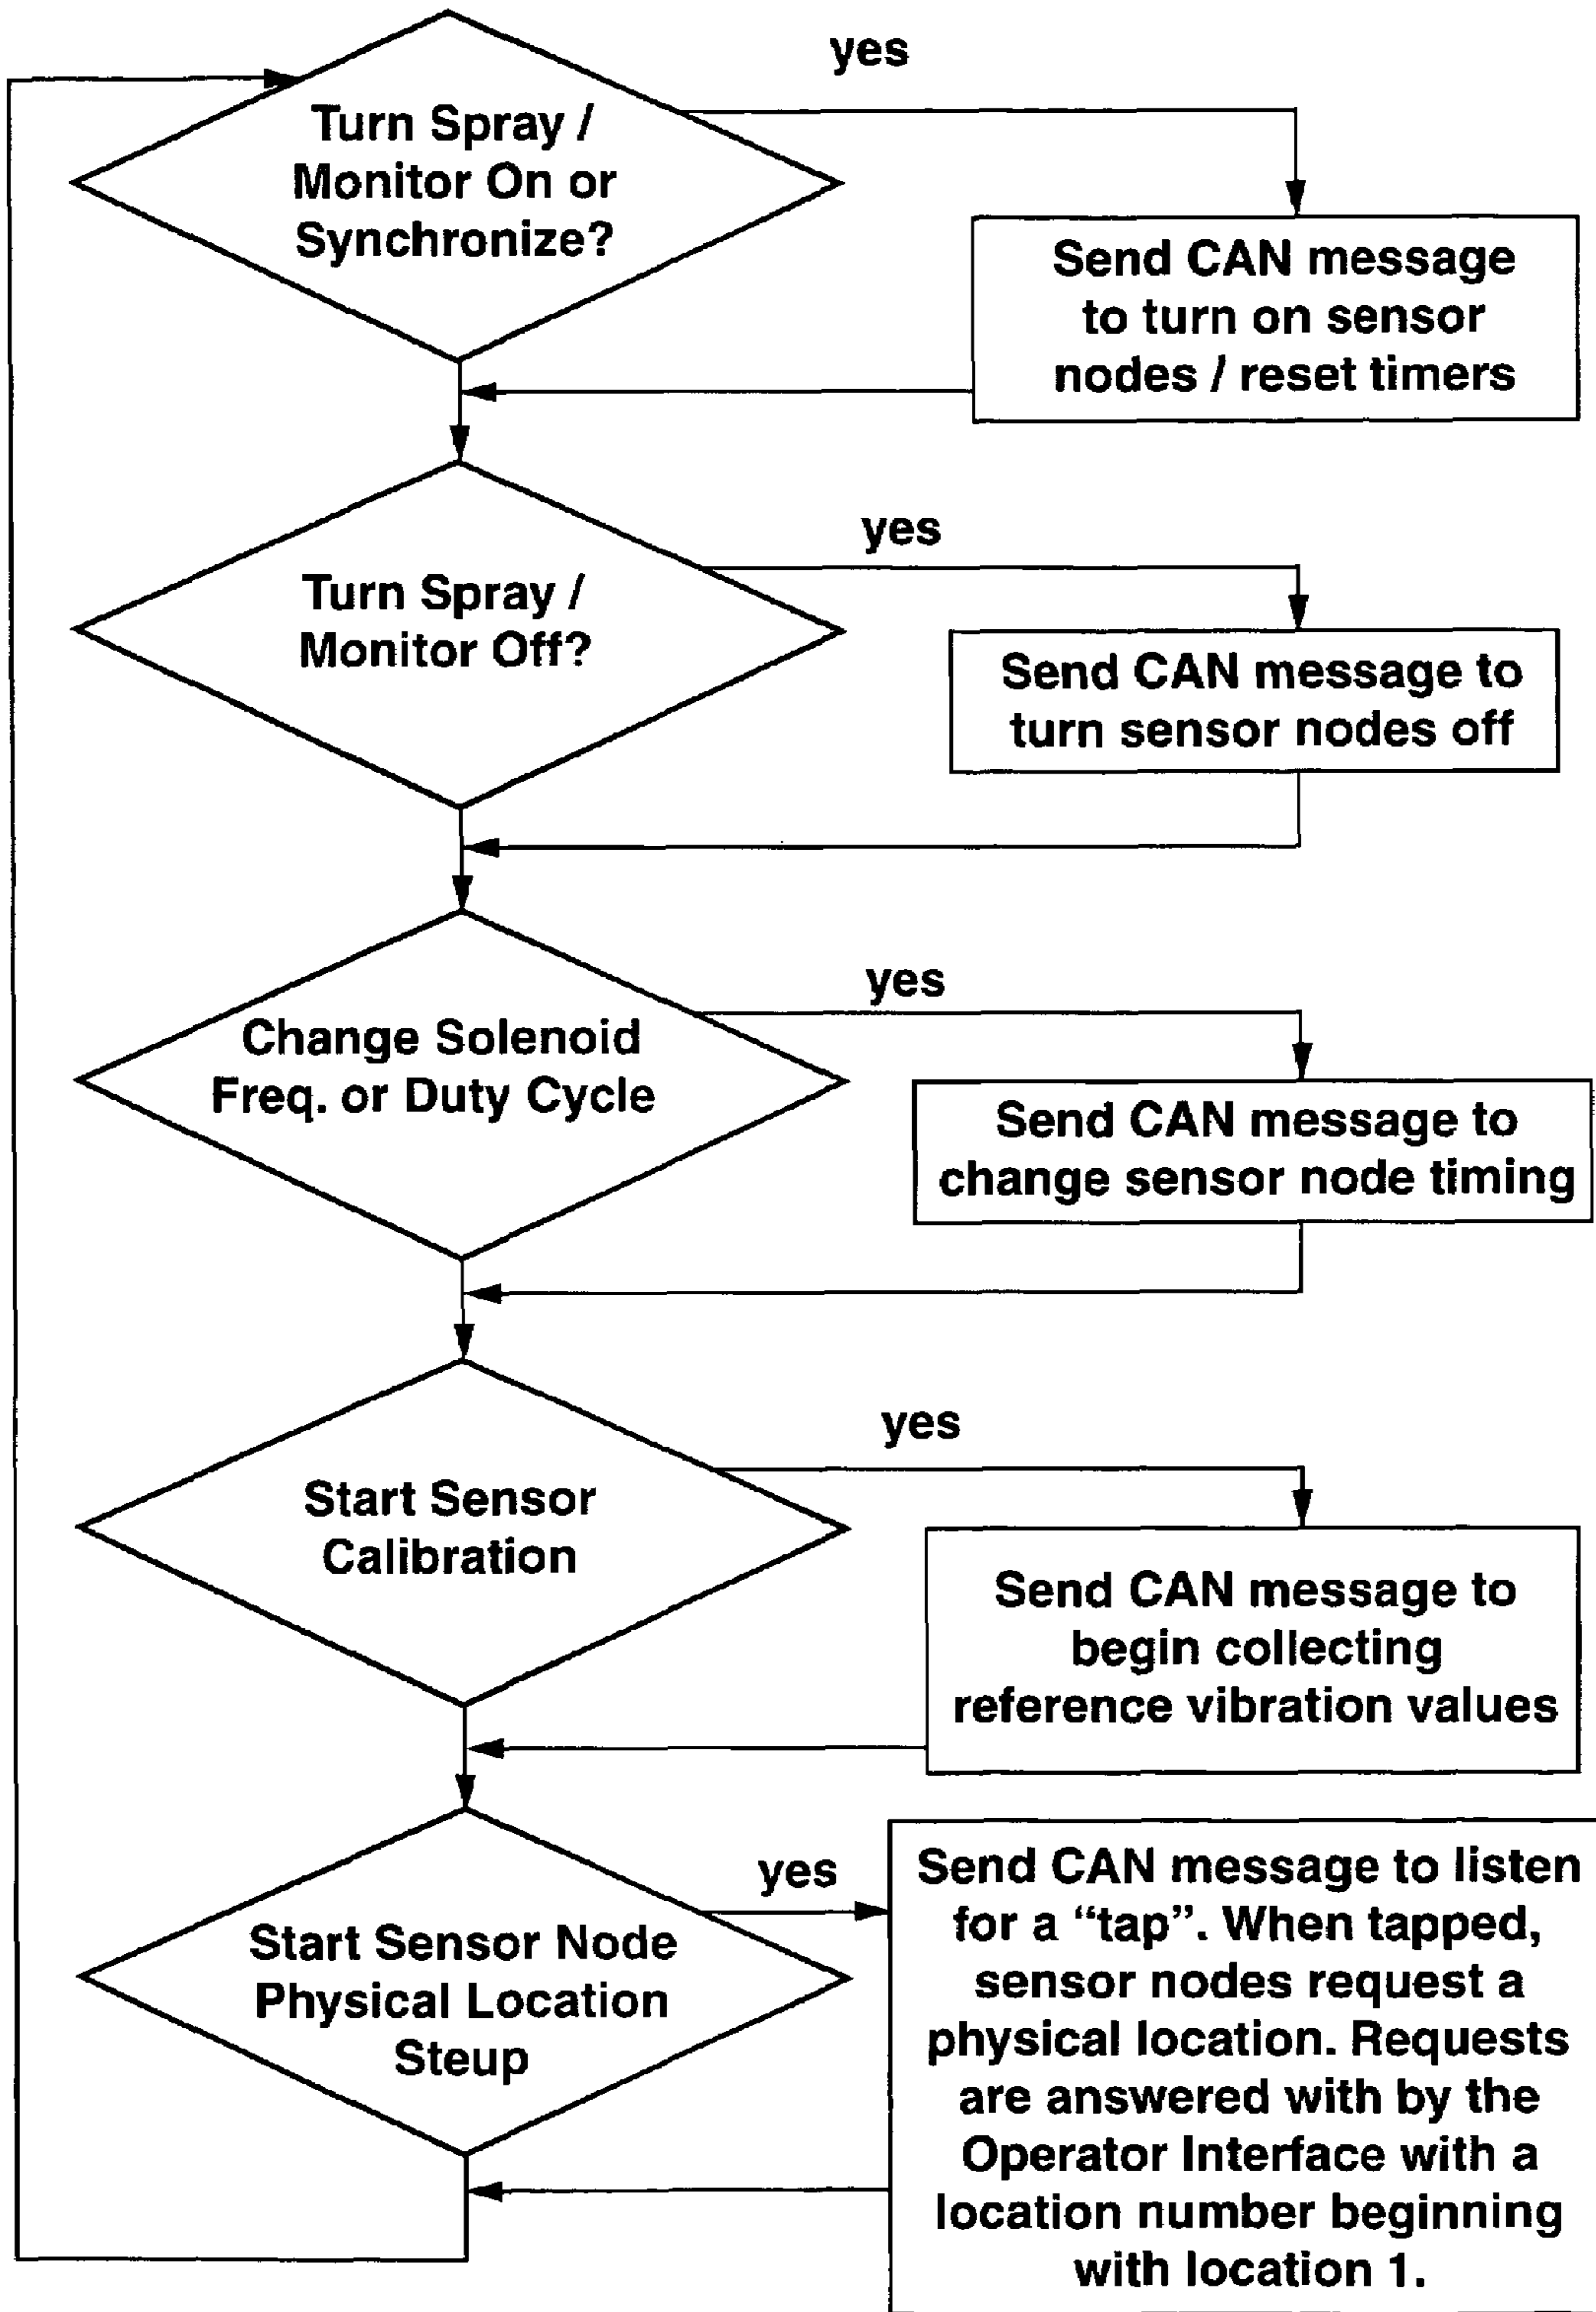 yes
Turn Spray /
Monitor On or
Synchronize?
Send CAN message
to turn on sensor
nodes / reset timers
yes
Turn Spray /
Monitor Off?
Send CAN message to
turn sensor nodes off
yes
Change Solenoid
Freq. or Duty Cycle
Send CAN message to
change sensor node timing
yes
Start Sensor
Calibration
Send CAN message to
begin collecting
reference vibration values
yes
Start Sensor Node
Physical Location
Steup
Send CAN message to listen
for a “tap”. When tapped,
sensor nodes request a
physical location. Requests
are answered with by the
Operator Interface with a
location number beginning
with location 1.